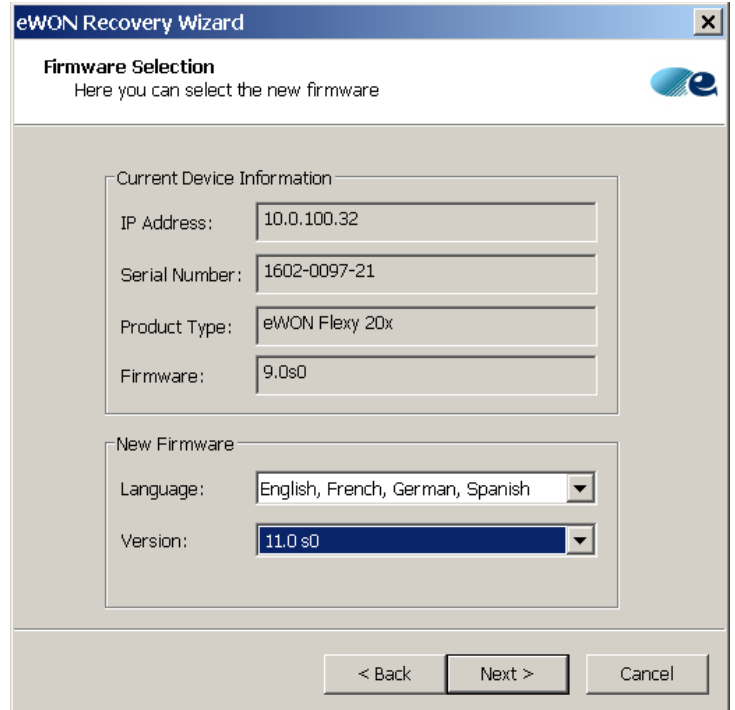 eWON Recovery Wizard
Firmware Selection
Here you can select the new firmware
Current Device Information
IP Address: 10.0.100.32
Serial Number: 1602-0097-21
Product Type: eWON Flexy 20x
Firmware: 9.0s0
New Firmware
Language: English, French, German, Spanish
Version: 11.0 s0
< Back Next > Cancel